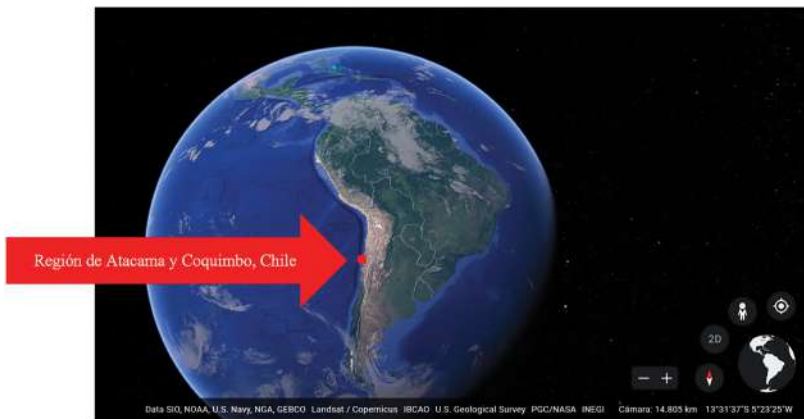 Región de Atacama y Coquimbo, Chile
2D
Data SIO, NOAA, U.S. Navy, NGA, GEBCO Landsat / Copernicus IBCAO U.S. Geological Survey PGC/NASA INEGI Cámara: 14.805 km 13°31'37"S 5°23'25"W